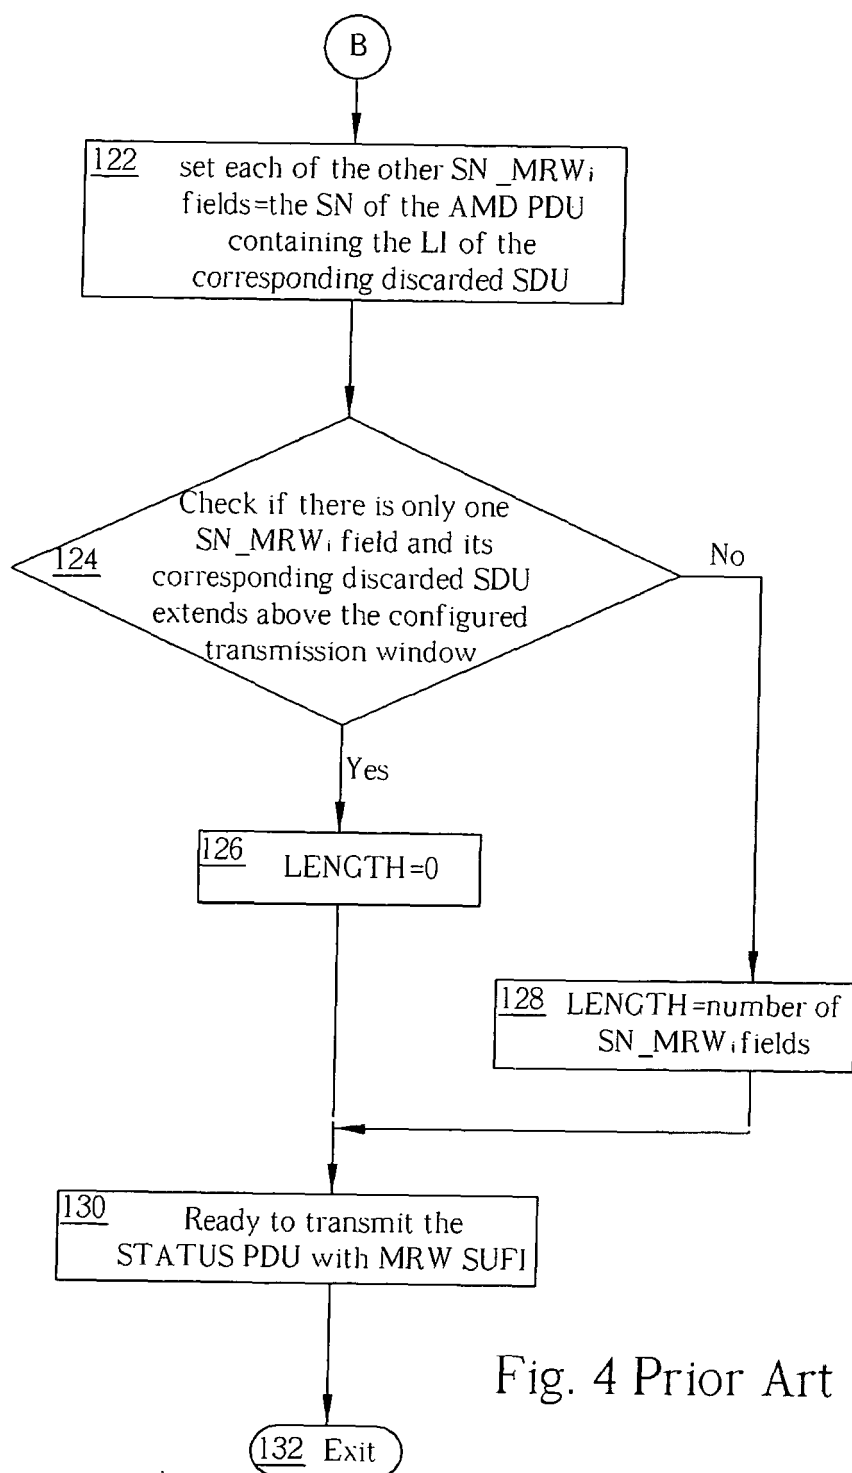 B
122 set each of the other SN_MRWi
fields=the SN of the AMD PDU
containing the LI of the
corresponding discarded SDU
Check if there is only one
SN_MRWi field and its
124 corresponding discarded SDU
extends above the configured
transmission window
No
Yes
126 LENGTH=0
128 LENGTH=number of
SN_MRWi fields
130 Ready to transmit the
STATUS PDU with MRW SUFI
Fig. 4 Prior Art
132 Exit